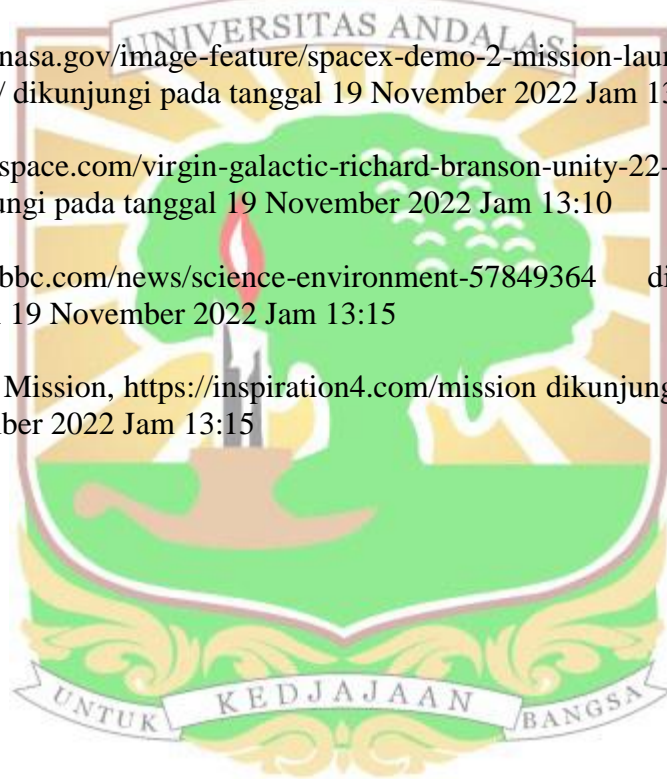 UNIVERSITAS ANDALAS
nasa.gov/image-feature/spacex-demo-2-mission-laun
/ dikunjungi pada tanggal 19 November 2022 Jam 13
space.com/virgin-galactic-richard-branson-unity-22-
ungi pada tanggal 19 November 2022 Jam 13:10
bbc.com/news/science-environment-57849364 di
19 November 2022 Jam 13:15
Mission, https://inspiration4.com/mission dikunjung
ber 2022 Jam 13:15
UNTUK KEDJAJAAN BANGSA